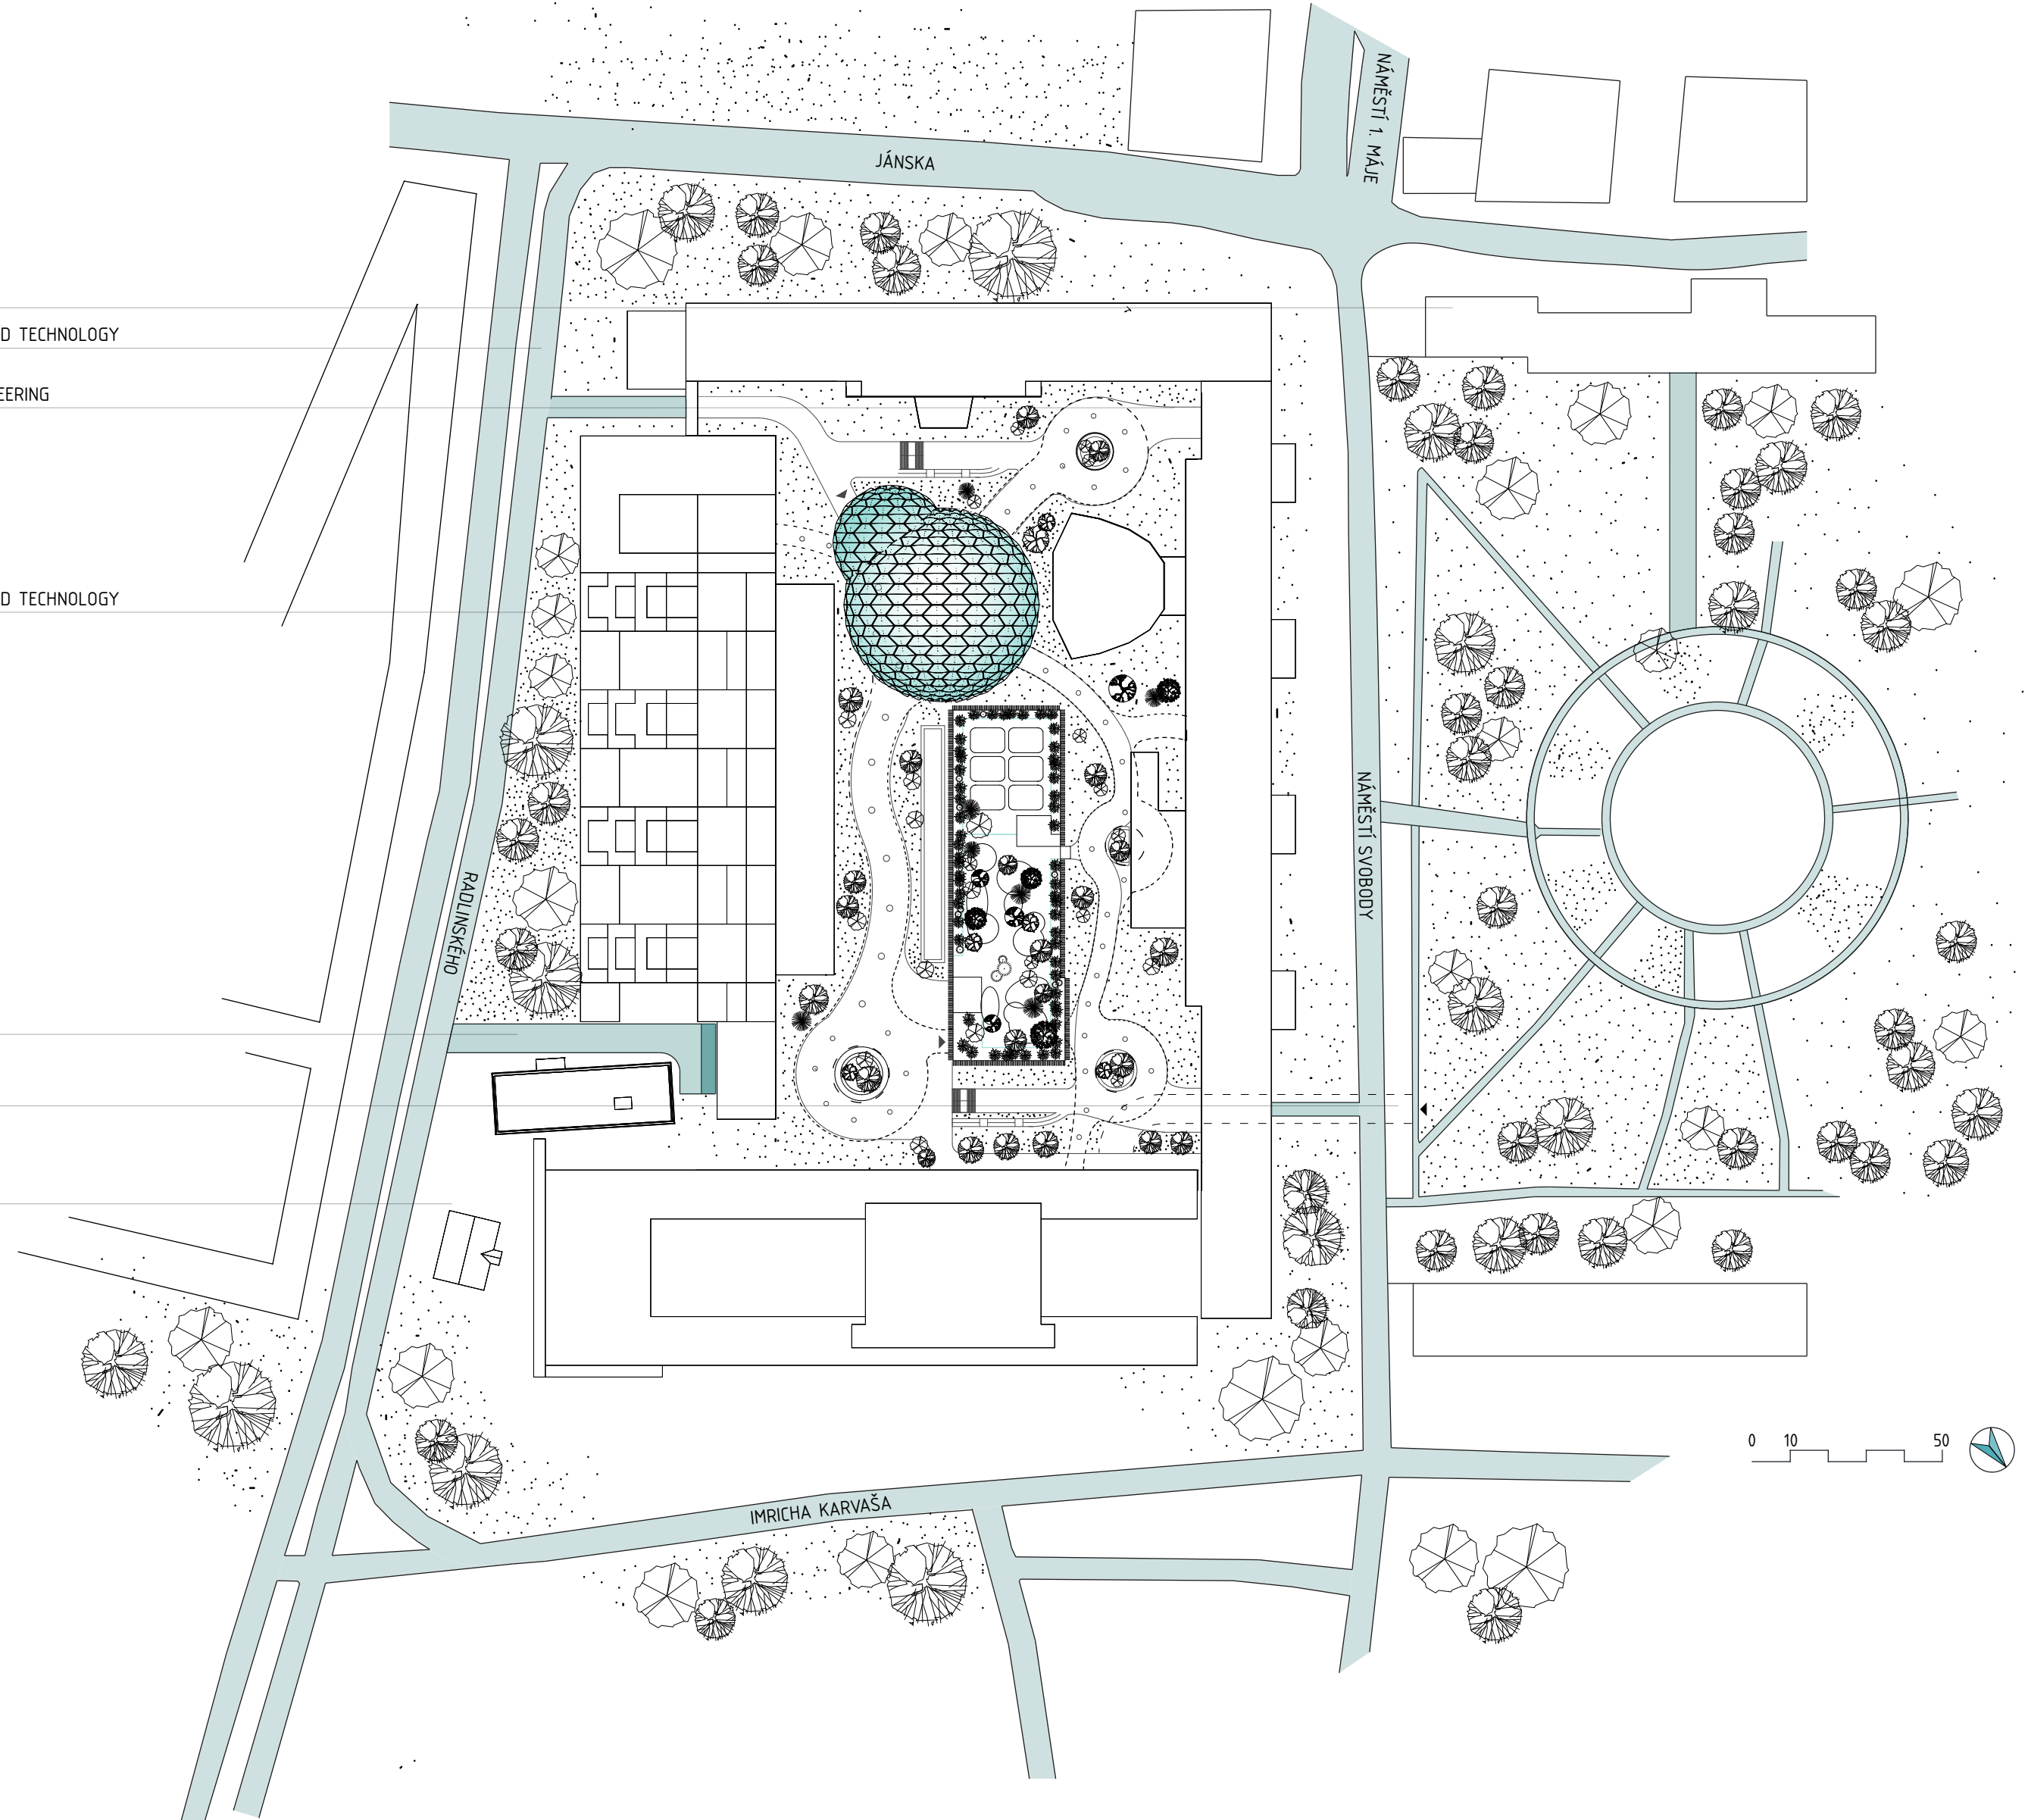 NÁMĚSTÍ 1. MÁJE
JÁNSKA
D TECHNOLOGY
EERING
D TECHNOLOGY
NÁMĚSTÍ SVOBODY
RADLINSKÉHO
0 10 50
IMRICHA KARVAŠA